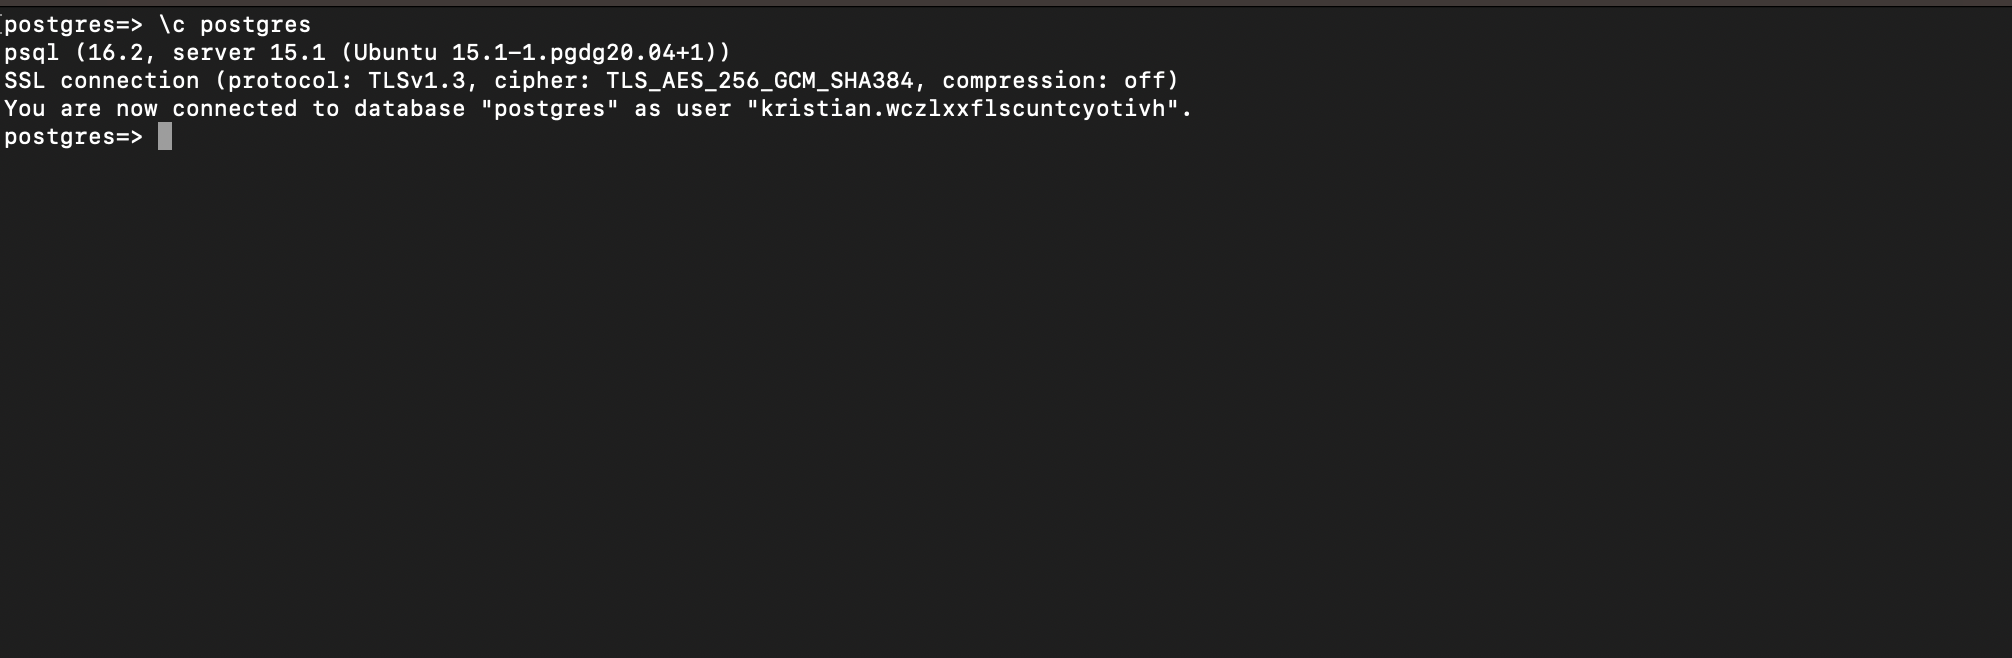 postgres=> \c postgres
psql (16.2, server 15.1 (Ubuntu 15.1-1.pgdg20.04+1))
SSL connection (protocol: TLSv1.3, cipher: TLS_AES_256_GCM_SHA384, compression: off)
You are now connected to database "postgres" as user "kristian.wczlxxflscuntcyotivh".
postgres=>